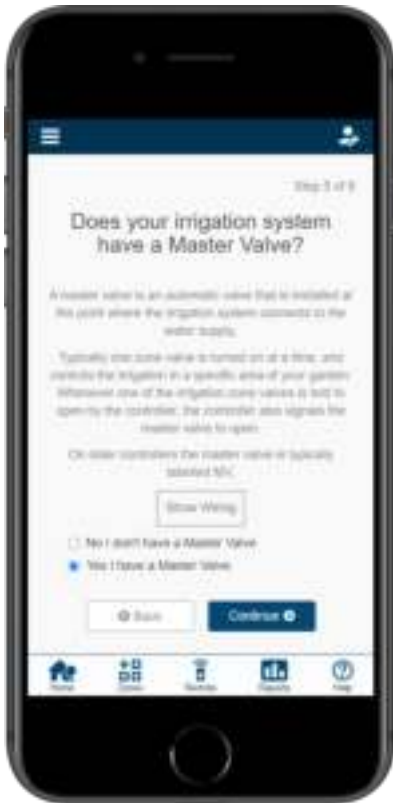 Step 5 of 9
Does your irrigation system
have a Master Valve?
A master valve is an automatic valve that is installed at
the point where the irrigation system connects to the
water supply.
Typically one zone valve is turned on at a time, and
controls the irrigation in a specific area of your garden.
Whenever one of the irrigation zone valves is told to
open by the controller, the controller also signals the
master valve to open.
On older controllers the master valve is typically
labeled MV.
Show Wiring
No I don't have a Master Valve
Yes I have a Master Valve
Back
Continue
Home
Zones
Remote
Reports
Help